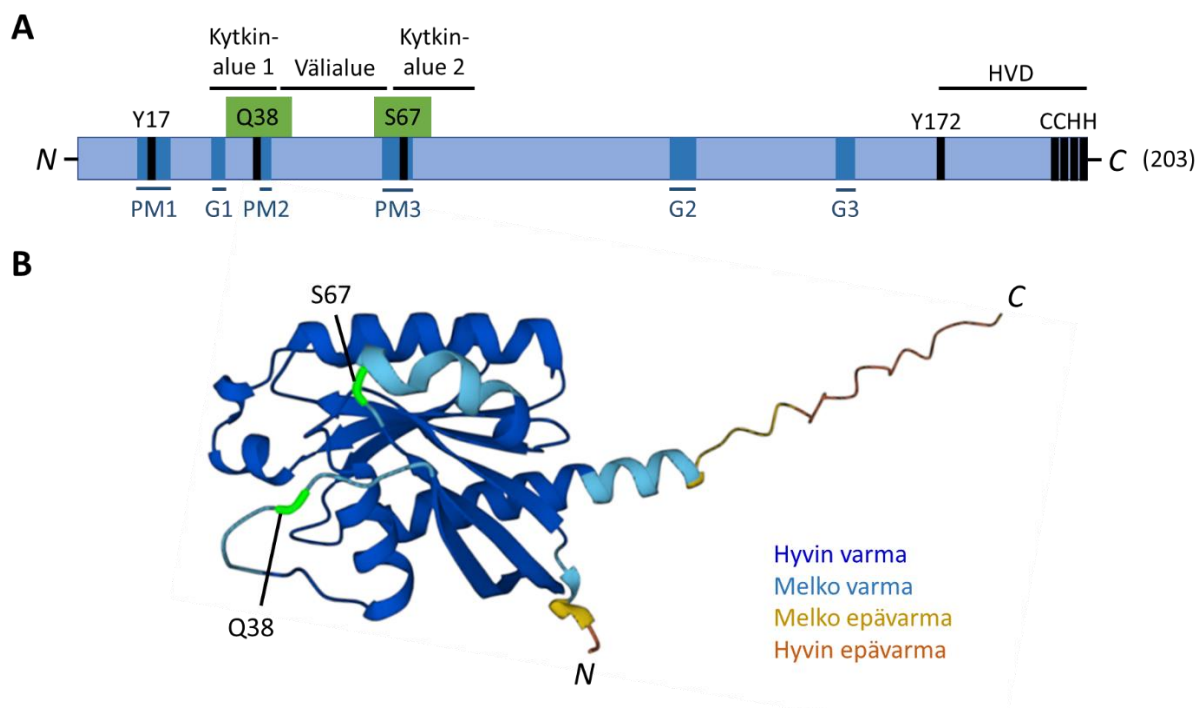 A
Kytkin-
alue 1
Välialue
Kytkin-
alue 2
HVD
Y17
Q38
S67
Y172
CCHH
N
C (203)
PM1
G1
PM2
PM3
G2
G3
B
S67
C
Q38
N
Hyvin varma
Melko varma
Melko epävarma
Hyvin epävarma